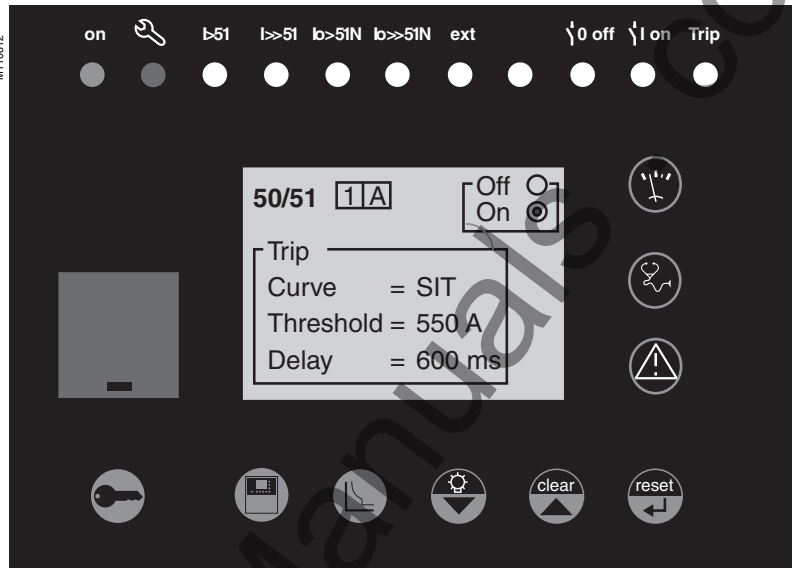 on I>51 I>>51 Io>51N Io>>51N ext 0 off I on Trip
50/51 1 A Off
On
Trip
Curve = SIT
Threshold = 550 A
Delay = 600 ms
clear reset
Manuals